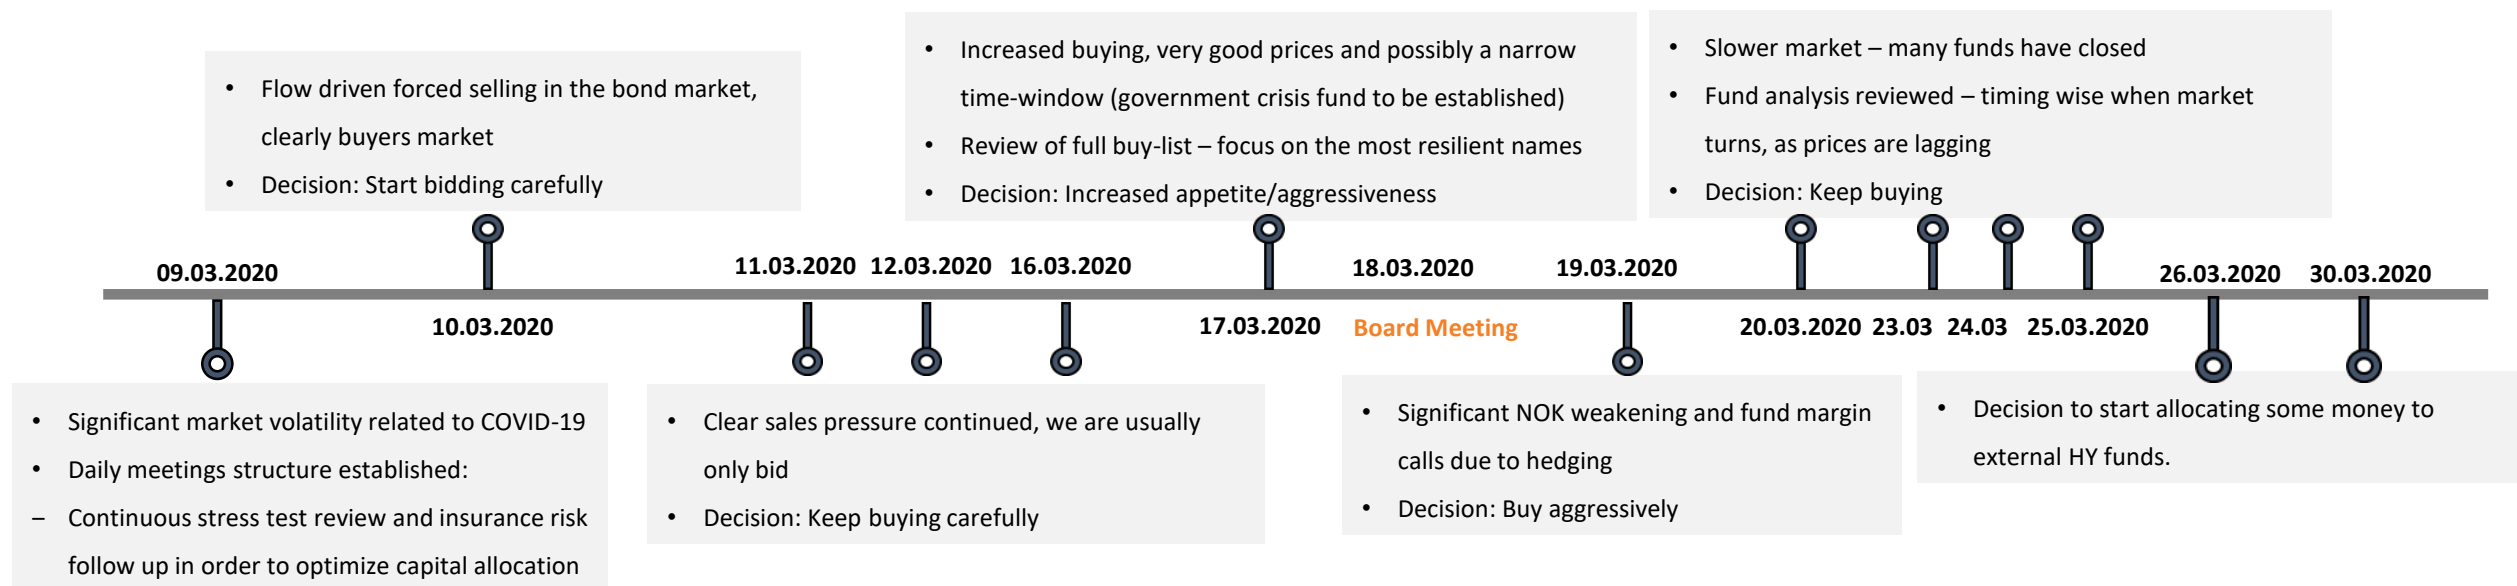 • Flow driven forced selling in the bond market,
clearly buyers market
• Decision: Start bidding carefully
• Increased buying, very good prices and possibly a narrow
time-window (government crisis fund to be established)
• Review of full buy-list – focus on the most resilient names
• Decision: Increased appetite/aggressiveness
• Slower market – many funds have closed
• Fund analysis reviewed – timing wise when market
turns, as prices are lagging
• Decision: Keep buying
09.03.2020
10.03.2020
11.03.2020 12.03.2020 16.03.2020
17.03.2020
18.03.2020
Board Meeting
19.03.2020
20.03.2020 23.03 24.03 25.03.2020
26.03.2020 30.03.2020
• Significant market volatility related to COVID-19
• Daily meetings structure established:
– Continuous stress test review and insurance risk
follow up in order to optimize capital allocation
• Clear sales pressure continued, we are usually
only bid
• Decision: Keep buying carefully
• Significant NOK weakening and fund margin
calls due to hedging
• Decision: Buy aggressively
• Decision to start allocating some money to
external HY funds.